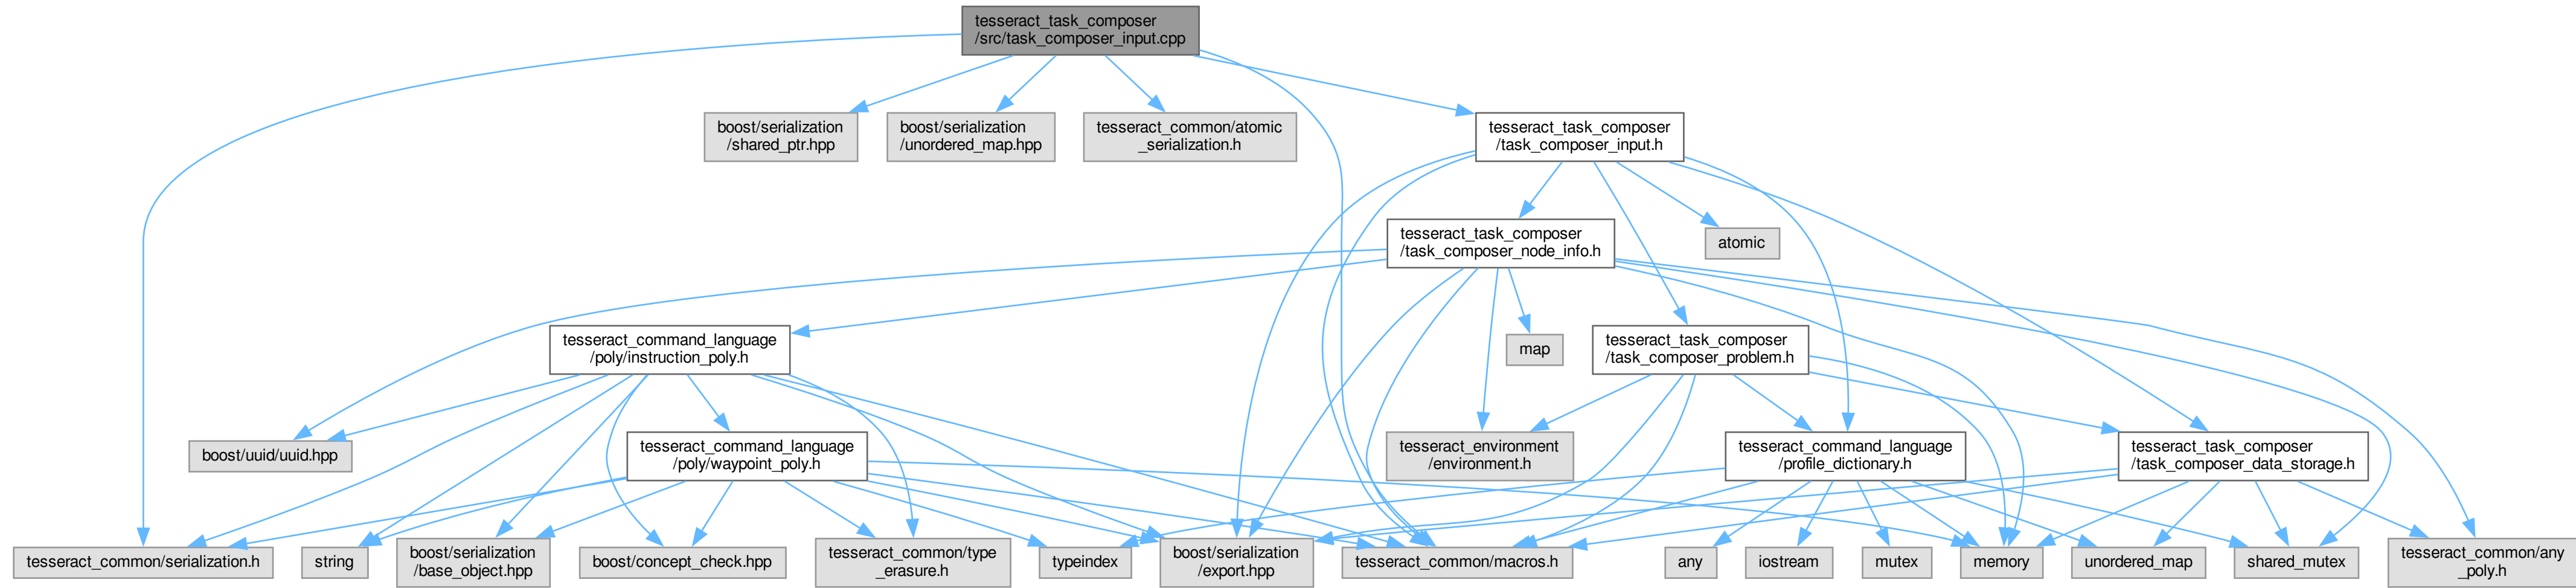 tesseract_task_composer
/src/task_composer_input.cpp
boost/serialization
/shared_ptr.hpp
boost/serialization
/unordered_map.hpp
tesseract_common/atomic
_serialization.h
tesseract_task_composer
/task_composer_input.h
tesseract_task_composer
/task_composer_node_info.h
atomic
tesseract_command_language
/poly/instruction_poly.h
map
tesseract_task_composer
/task_composer_problem.h
boost/uuid/uuid.hpp
tesseract_command_language
/poly/waypoint_poly.h
tesseract_environment
/environment.h
tesseract_command_language
/profile_dictionary.h
tesseract_task_composer
/task_composer_data_storage.h
tesseract_common/serialization.h
string
boost/serialization
/base_object.hpp
boost/concept_check.hpp
tesseract_common/type
_erasure.h
typeindex
boost/serialization
/export.hpp
tesseract_common/macros.h
any
iostream
mutex
memory
unordered_map
shared_mutex
tesseract_common/any
_poly.h